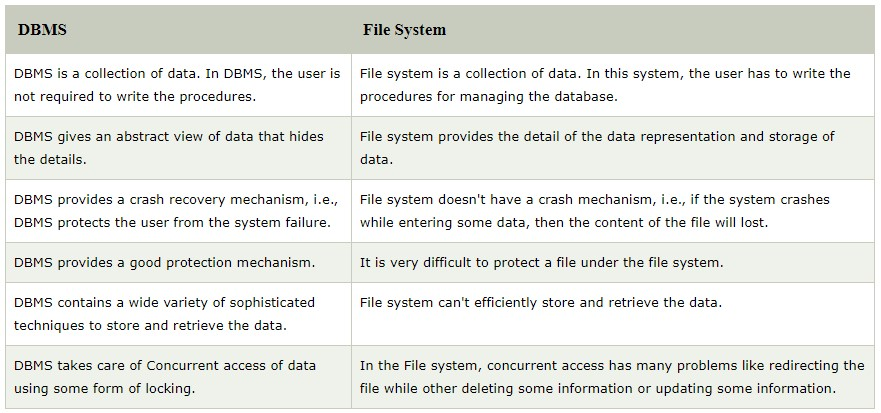 DBMS File System
DBMS is a collection of data. In DBMS, the user is
not required to write the procedures.
File system is a collection of data. In this system, the user has to write the
procedures for managing the database.
DBMS gives an abstract view of data that hides
the details.
File system provides the detail of the data representation and storage of
data.
DBMS provides a crash recovery mechanism, i.e.,
DBMS protects the user from the system failure.
File system doesn't have a crash mechanism, i.e., if the system crashes
while entering some data, then the content of the file will lost.
DBMS provides a good protection mechanism.
It is very difficult to protect a file under the file system.
DBMS contains a wide variety of sophisticated
techniques to store and retrieve the data.
File system can't efficiently store and retrieve the data.
DBMS takes care of Concurrent access of data
using some form of locking.
In the File system, concurrent access has many problems like redirecting the
file while other deleting some information or updating some information.